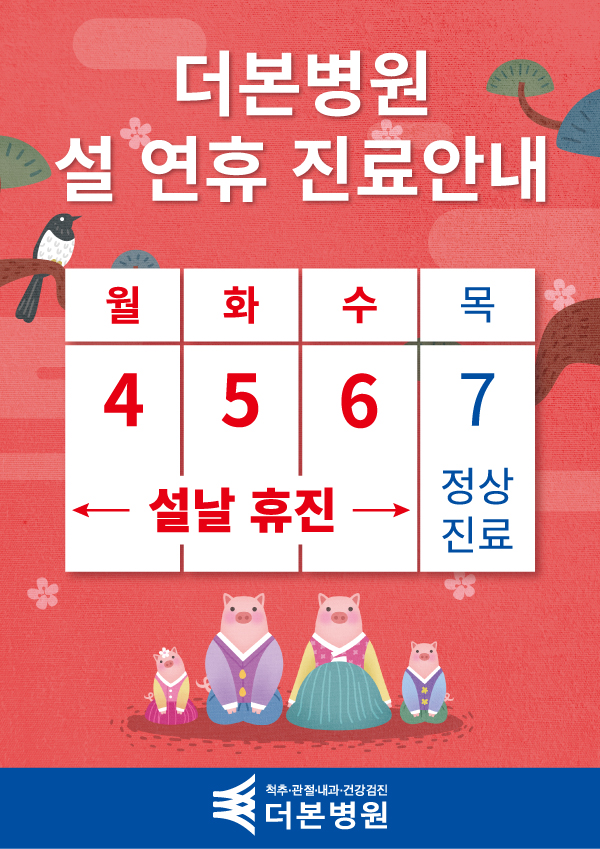 더본병원
설 연휴 진료안내
월 화 수 목
4 5 6 7
설날 휴진
정상
진료
척추·관절·내과·건강검진
더본병원